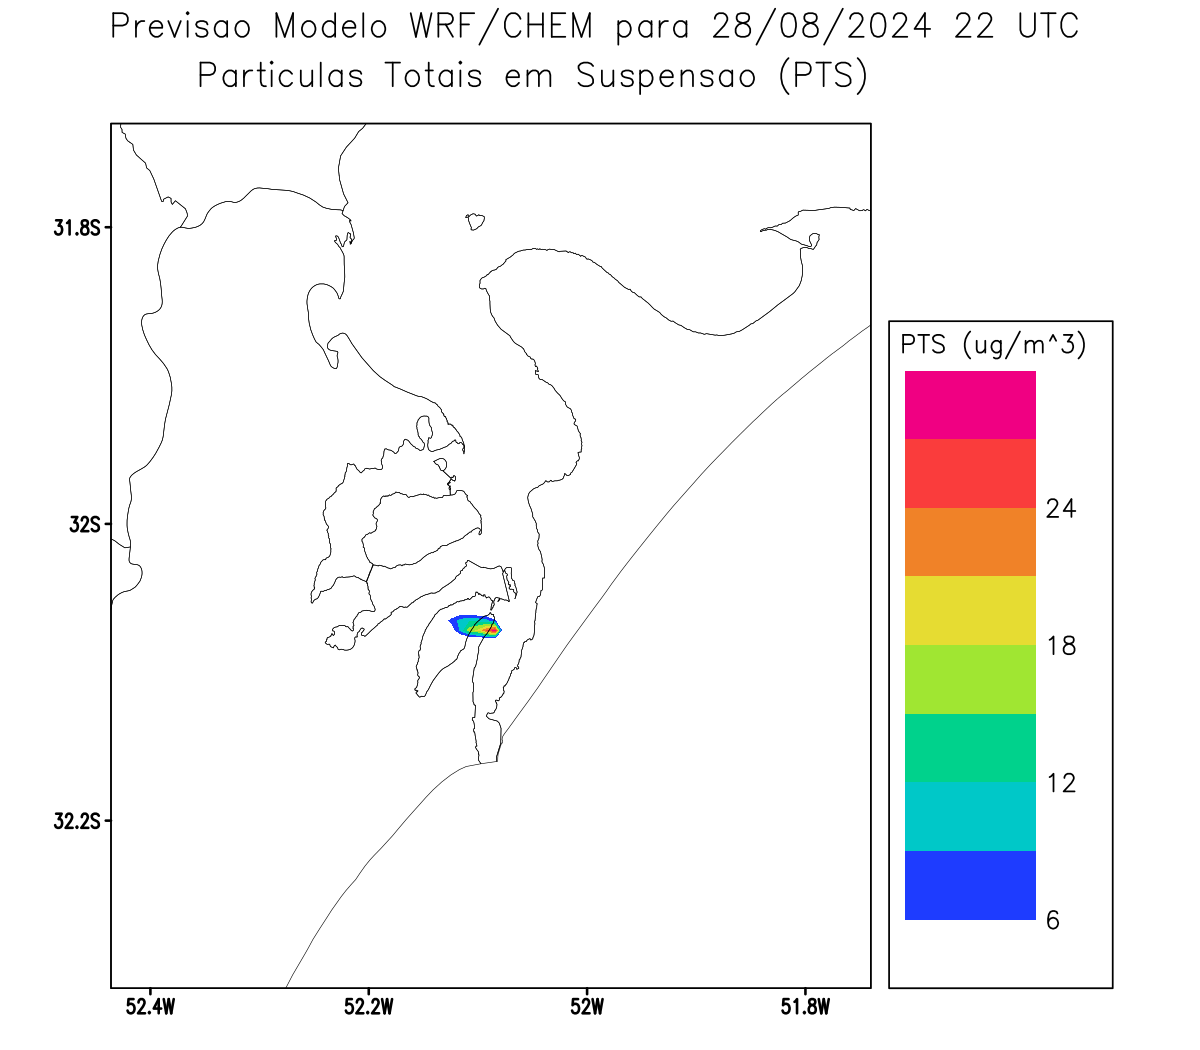 Previsao Modelo WRF/CHEM para 28/08/2024 22 UTC
Particulas Totais em Suspensao (PTS)
31.8S
32S
32.2S
52.4W
52.2W
52W
51.8W
PTS (ug/m^3)
24
18
12
6